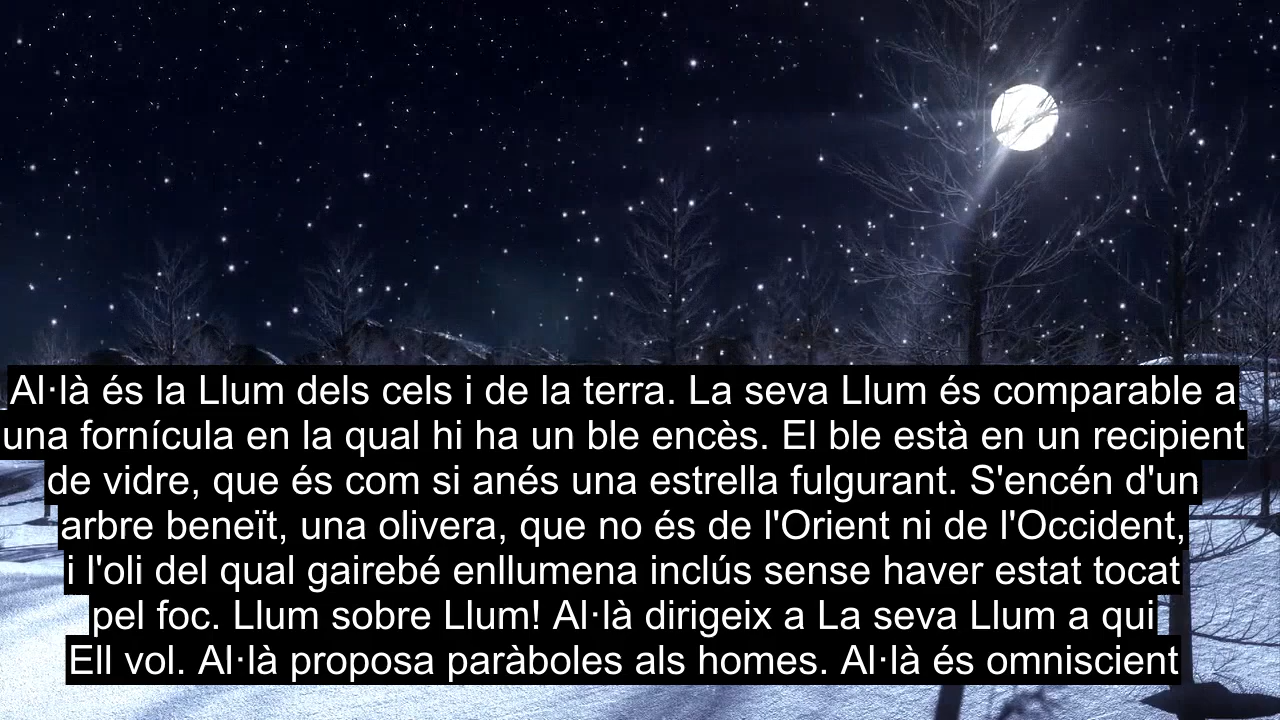 Al·là és la Llum dels cels i de la terra. La seva Llum és comparable a
una fornícula en la qual hi ha un ble encès. El ble està en un recipient
de vidre, que és com si anés una estrella fulgurant. S'encén d'un
arbre beneït, una olivera, que no és de l'Orient ni de l'Occident,
i l'oli del qual gairebé enllumena inclús sense haver estat tocat
pel foc. Llum sobre Llum! Al·là dirigeix a La seva Llum a qui
Ell vol. Al·là proposa paràboles als homes. Al·là és omniscient